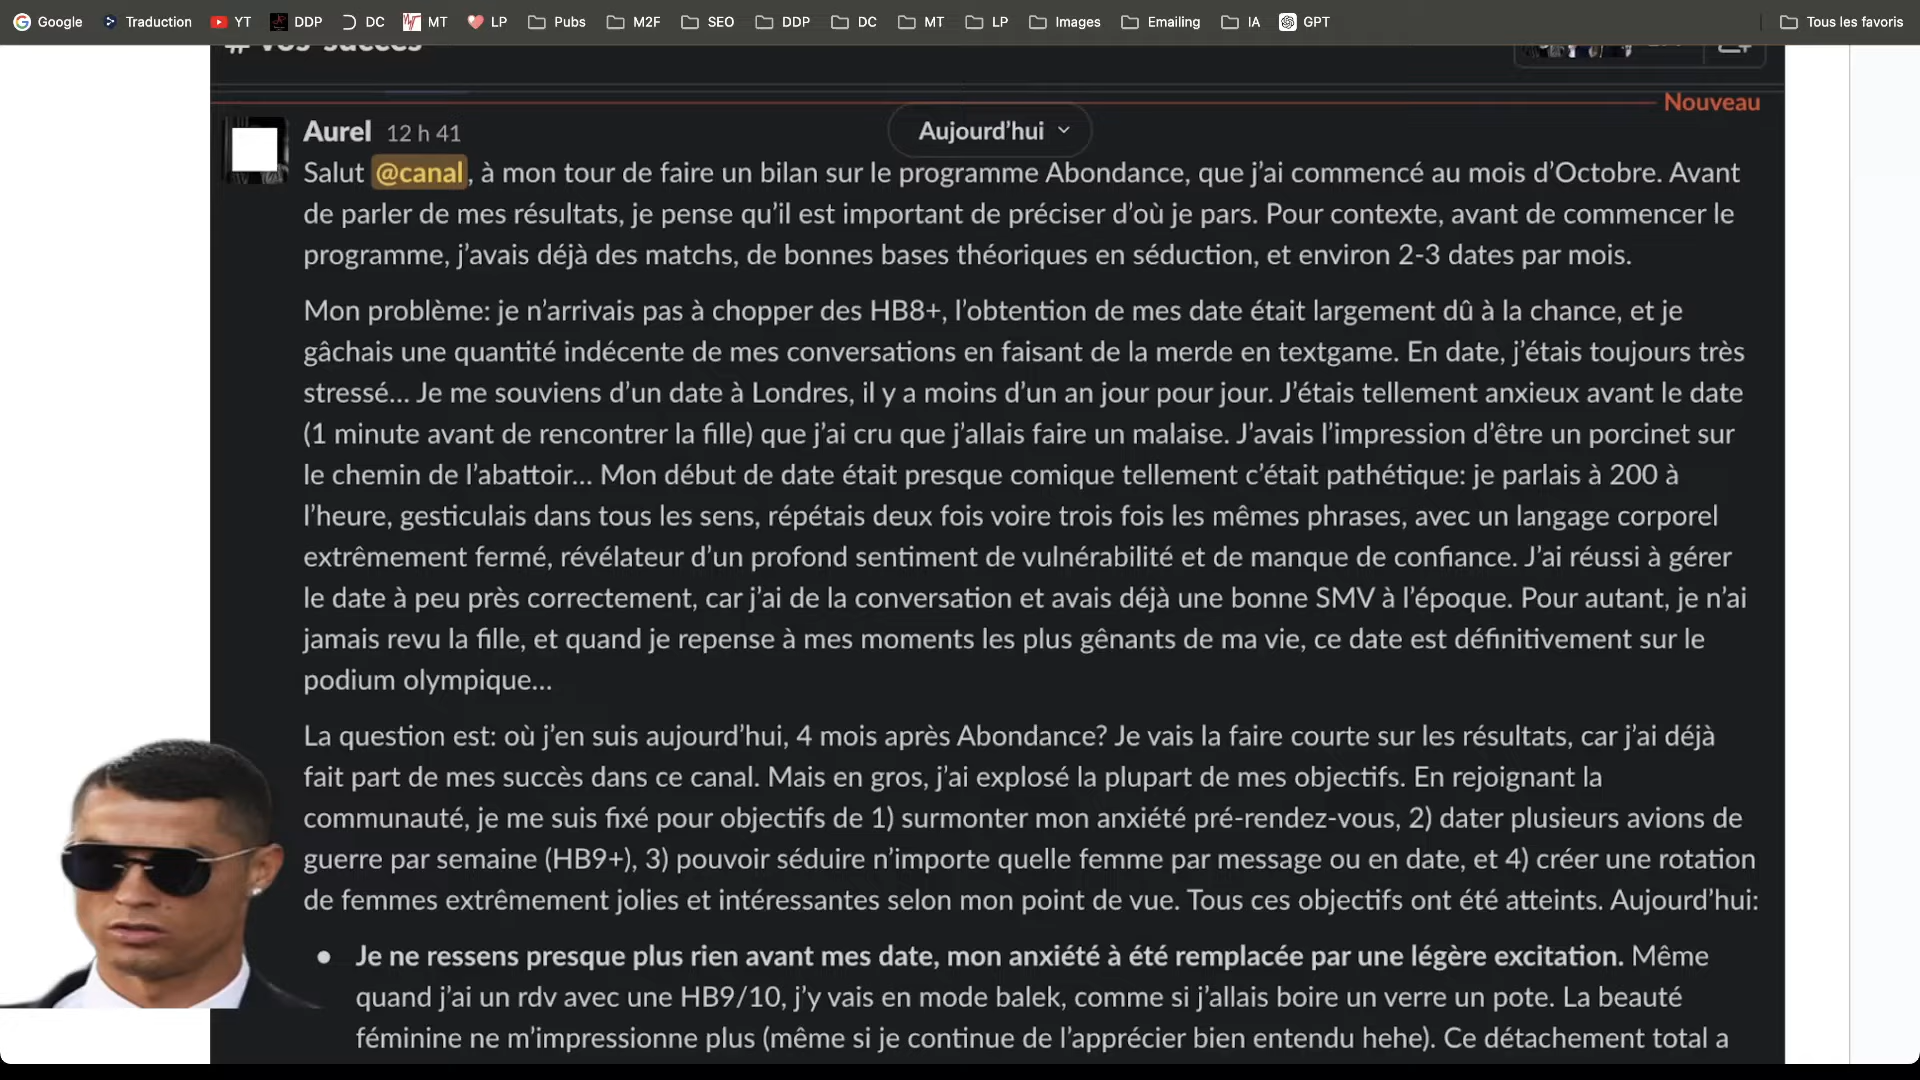 Google Traduction YT DDP DC MT LP Pubs M2F SEO DDP DC MT LP Images Emailing IA GPT Tous les favoris
# vos-succès
Nouveau
Aurel 12 h 41
Aujourd'hui
Salut @canal, à mon tour de faire un bilan sur le programme Abondance, que j'ai commencé au mois d'Octobre. Avant
de parler de mes résultats, je pense qu'il est important de préciser d'où je pars. Pour contexte, avant de commencer le
programme, j'avais déjà des matchs, de bonnes bases théoriques en séduction, et environ 2-3 dates par mois.
Mon problème: je n'arrivais pas à chopper des HB8+, l'obtention de mes date était largement dû à la chance, et je
gâchais une quantité indécente de mes conversations en faisant de la merde en textgame. En date, j'étais toujours très
stressé... Je me souviens d'un date à Londres, il y a moins d'un an jour pour jour. J'étais tellement anxieux avant le date
(1 minute avant de rencontrer la fille) que j'ai cru que j'allais faire un malaise. J'avais l'impression d'être un porcinet sur
le chemin de l'abattoir... Mon début de date était presque comique tellement c'était pathétique: je parlais à 200 à
l'heure, gesticulais dans tous les sens, répétais deux fois voire trois fois les mêmes phrases, avec un langage corporel
extrêmement fermé, révélateur d'un profond sentiment de vulnérabilité et de manque de confiance. J'ai réussi à gérer
le date à peu près correctement, car j'ai de la conversation et avais déjà une bonne SMV à l'époque. Pour autant, je n'ai
jamais revu la fille, et quand je repense à mes moments les plus gênants de ma vie, ce date est définitivement sur le
podium olympique...
La question est: où j'en suis aujourd'hui, 4 mois après Abondance? Je vais la faire courte sur les résultats, car j'ai déjà
fait part de mes succès dans ce canal. Mais en gros, j'ai explosé la plupart de mes objectifs. En rejoignant la
communauté, je me suis fixé pour objectifs de 1) surmonter mon anxiété pré-rendez-vous, 2) dater plusieurs avions de
guerre par semaine (HB9+), 3) pouvoir séduire n'importe quelle femme par message ou en date, et 4) créer une rotation
de femmes extrêmement jolies et intéressantes selon mon point de vue. Tous ces objectifs ont été atteints. Aujourd'hui:
• Je ne ressens presque plus rien avant mes date, mon anxiété à été remplacée par une légère excitation. Même
quand j'ai un rdv avec une HB9/10, j'y vais en mode balek, comme si j'allais boire un verre un pote. La beauté
féminine ne m'impressionne plus (même si je continue de l'apprécier bien entendu hehe). Ce détachement total a